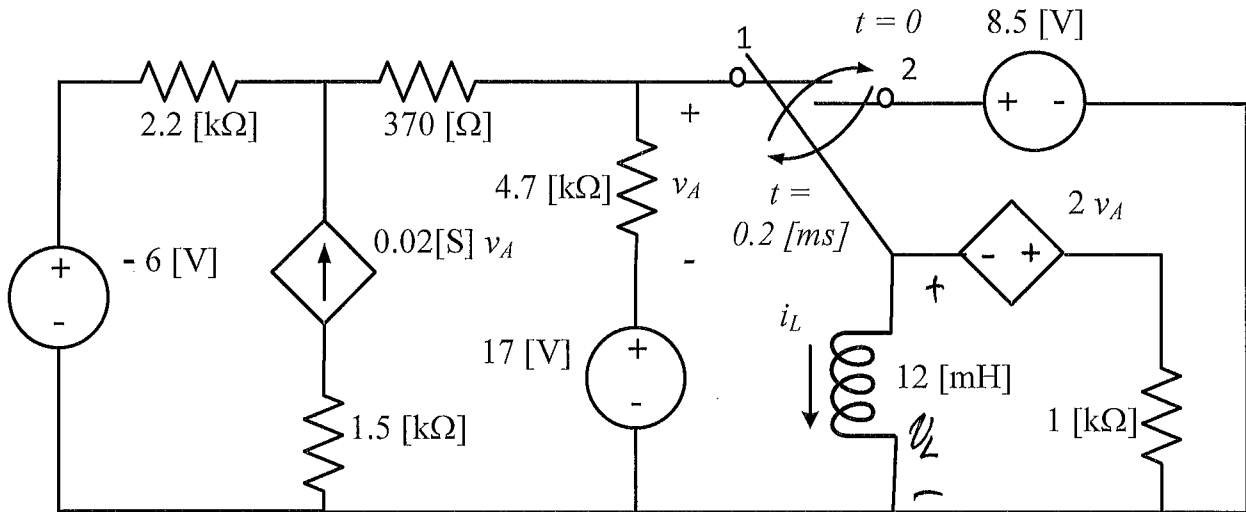 1
t = 0
8.5 [V]
2
+ -
2.2 [kΩ]
370 [Ω]
+
4.7 [kΩ]
v_A
-
t =
0.2 [ms]
2 v_A
- +
+
- 6 [V]
+
-
0.02[S] v_A
17 [V]
+
-
i_L
12 [mH]
v_L
-
1 [kΩ]
1.5 [kΩ]